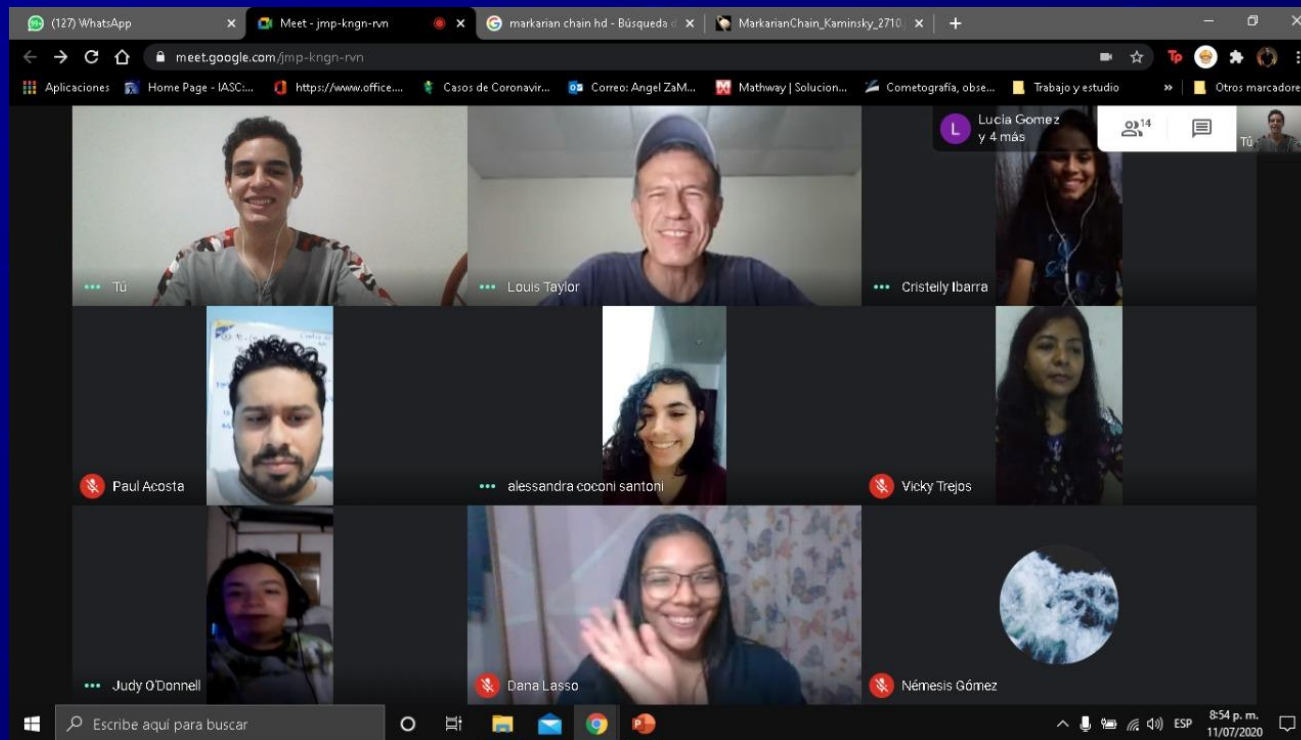 (127) WhatsApp
Meet - jmp-kngn-rvn
markarian chain hd - Búsqueda d
MarkarianChain_Kaminsky_2710.j
meet.google.com/jmp-kngn-rvn
Aplicaciones
Home Page - IASC:...
https://www.office....
Casos de Coronavir...
Correo: Angel ZaM...
Mathway | Solucion...
Cometografía, obse...
Trabajo y estudio
»
Otros marcadore
L
Lucia Gomez
y 4 más
14
Tú
Tú
Louis Taylor
Cristeily Ibarra
Paul Acosta
alessandra coconi santoni
Vicky Trejos
Judy O'Donnell
Dana Lasso
Némesis Gómez
Escribe aquí para buscar
ESP
8:54 p. m.
11/07/2020